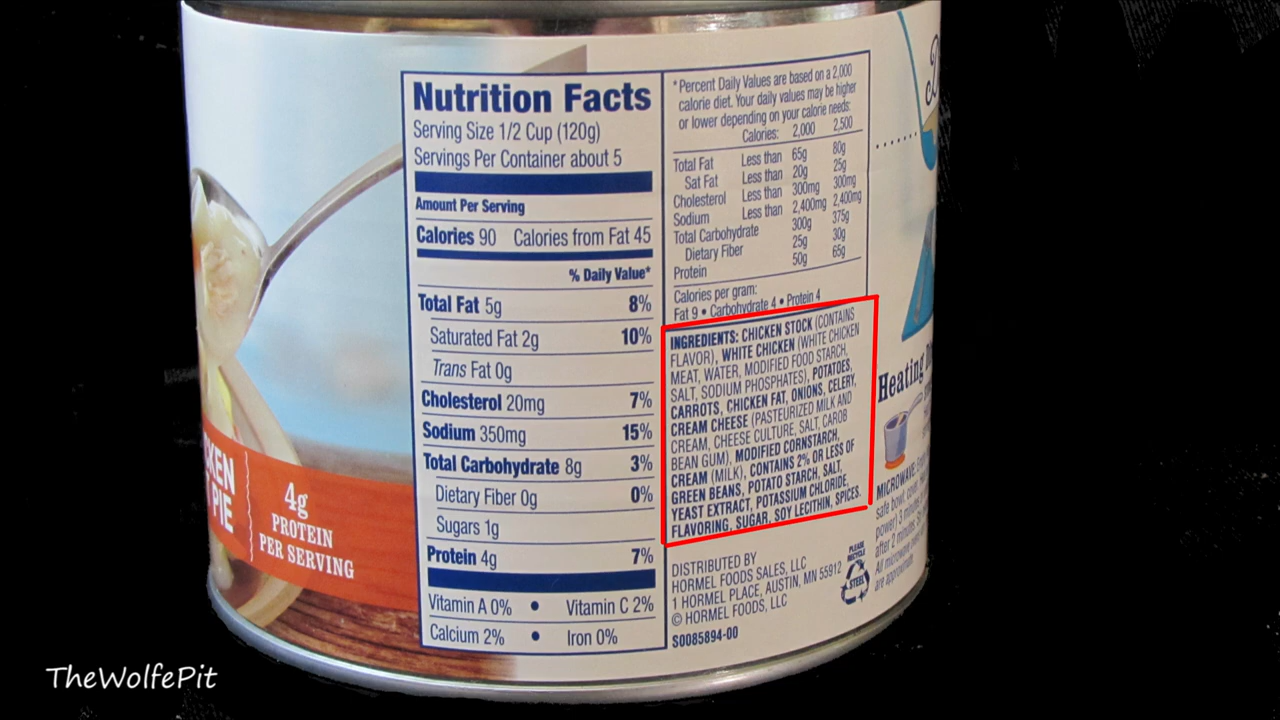 Nutrition Facts
Serving Size 1/2 Cup (120g)
Servings Per Container about 5
Amount Per Serving
Calories 90 Calories from Fat 45
% Daily Value*
Total Fat 5g 8%
Saturated Fat 2g 10%
Trans Fat 0g
Cholesterol 20mg 7%
Sodium 350mg 15%
Total Carbohydrate 8g 3%
Dietary Fiber 0g 0%
Sugars 1g
Protein 4g 7%
Vitamin A 0% • Vitamin C 2%
Calcium 2% • Iron 0%
*Percent Daily Values are based on a 2,000
calorie diet. Your daily values may be higher
or lower depending on your calorie needs:
Calories: 2,000 2,500
Total Fat Less than 65g 80g
Sat Fat Less than 20g 25g
Cholesterol Less than 300mg 300mg
Sodium Less than 2,400mg 2,400mg
Total Carbohydrate 300g 375g
Dietary Fiber 25g 30g
Protein 50g 65g
Calories per gram:
Fat 9 • Carbohydrate 4 • Protein 4
INGREDIENTS: CHICKEN STOCK (CONTAINS
FLAVOR), WHITE CHICKEN (WHITE CHICKEN
MEAT, WATER, MODIFIED FOOD STARCH,
SALT, SODIUM PHOSPHATES), POTATOES,
CARROTS, CHICKEN FAT, ONIONS, CELERY,
CREAM CHEESE (PASTEURIZED MILK AND
CREAM, CHEESE CULTURE, SALT, CAROB
BEAN GUM), MODIFIED CORNSTARCH,
CREAM (MILK), CONTAINS 2% OR LESS OF
GREEN BEANS, POTATO STARCH, SALT,
YEAST EXTRACT, POTASSIUM CHLORIDE,
FLAVORING, SUGAR, SOY LECITHIN, SPICES.
DISTRIBUTED BY
HORMEL FOODS SALES, LLC
1 HORMEL PLACE, AUSTIN, MN 55912
© HORMEL FOODS, LLC
S0085894-00
PLEASE
RECYCLE
STEEL
Heating
MICROWAVE:
safe bowl,
power) 3
after 2
All
are approximate.
KEN
PIE
4g
PROTEIN
PER SERVING
TheWolfePit